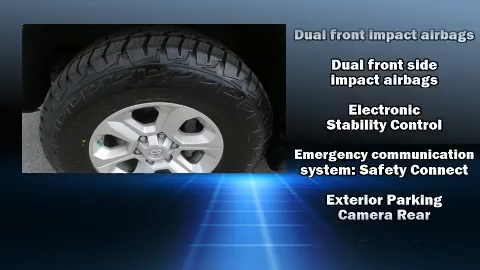 Dual front impact airbags
Dual front side
impact airbags
Electronic
Stability Control
Emergency communication
system: Safety Connect
Exterior Parking
Camera Rear